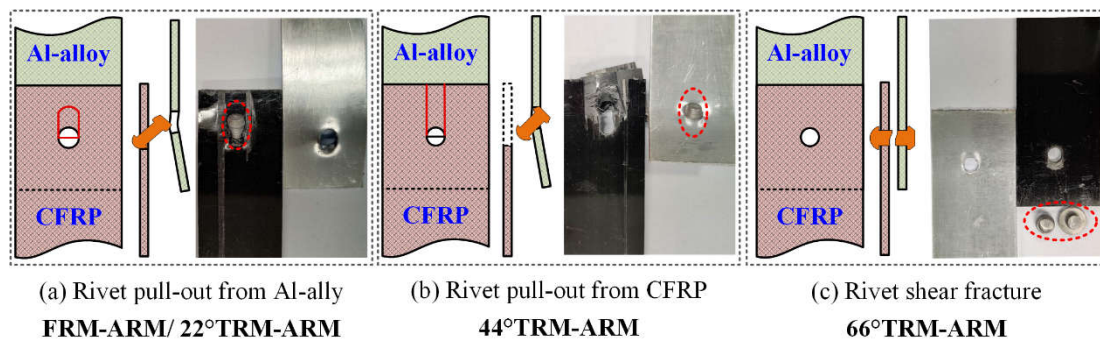 Al-alloy
CFRP
(a) Rivet pull-out from Al-ally
FRM-ARM/ 22°TRM-ARM
Al-alloy
CFRP
(b) Rivet pull-out from CFRP
44°TRM-ARM
Al-alloy
CFRP
(c) Rivet shear fracture
66°TRM-ARM